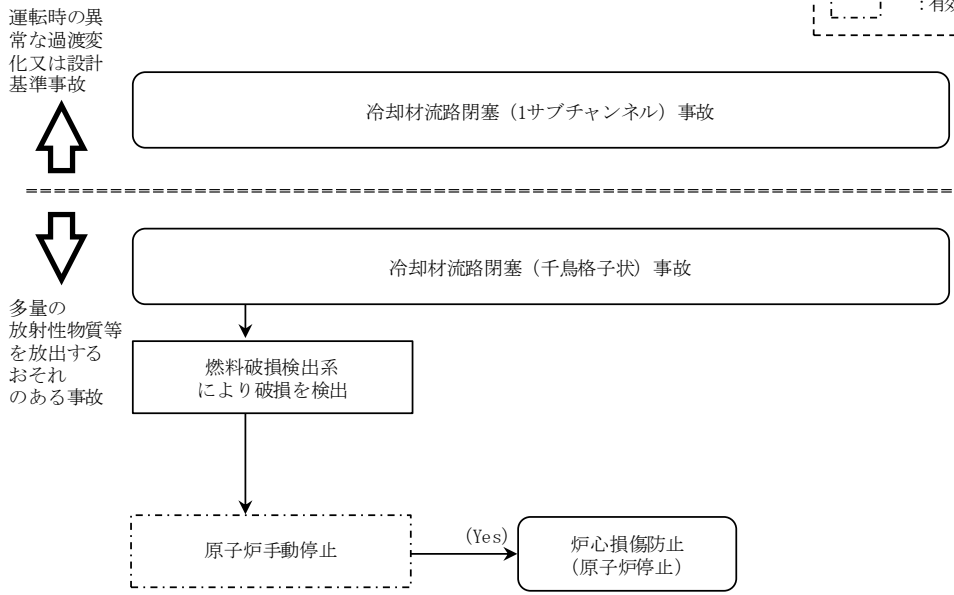 ：有効
運転時の異
常な過渡変
化又は設計
基準事故
冷却材流路閉塞（1サブチャンネル）事故
冷却材流路閉塞（千鳥格子状）事故
多量の
放射性物質等
を放出する
おそれ
のある事故
燃料破損検出系
により破損を検出
原子炉手動停止
(Yes)
炉心損傷防止
（原子炉停止）